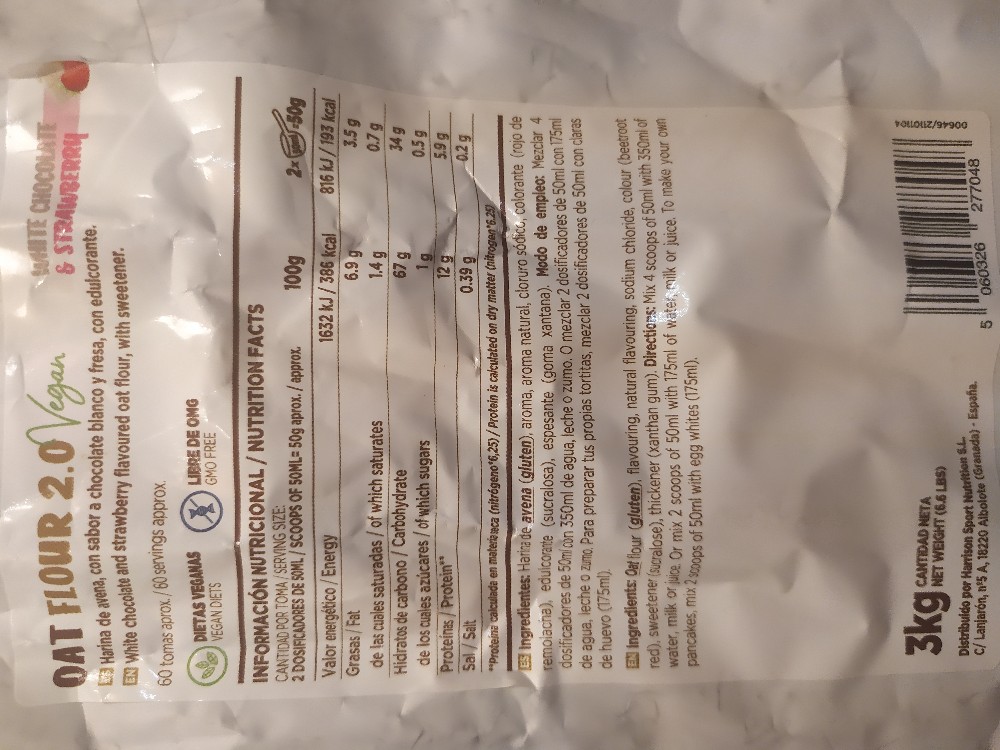 OAT FLOUR 2.0 Vegan
WHITE CHOCOLATE
& STRAWBERRY
ES Harina de avena, con sabor a chocolate blanco y fresa, con edulcorante.
EN White chocolate and strawberry flavoured oat flour, with sweetener.
60 tomas aprox. / 60 servings approx.
DIETAS VEGANAS
VEGAN DIETS
LIBRE DE OMG
GMO FREE
INFORMACIÓN NUTRICIONAL / NUTRITION FACTS
CANTIDAD POR TOMA / SERVING SIZE:
2 DOSIFICADORES DE 50ML / SCOOPS OF 50ML= 50g aprox. / approx. 100g 2x =50g
Valor energético / Energy 1632 kJ / 386 kcal 816 kJ / 193 kcal
Grasas / Fat 6.9 g 3.5 g
de las cuales saturadas / of which saturates 1.4 g 0.7 g
Hidratos de carbono / Carbohydrate 67 g 34 g
de los cuales azúcares / of which sugars 1 g 0.5 g
Proteínas / Protein** 12 g 5.9 g
Sal / Salt 0.39 g 0.2 g
**Proteína calculada en materia seca (nitrógeno*6,25) / Protein is calculated on dry matter (nitrogen*6.25)
ES Ingredientes: Harina de avena (gluten), aroma, aroma natural, cloruro sódico, colorante (rojo de
remolacha), edulcorante (sucralosa), espesante (goma xantana). Modo de empleo: Mezclar 4
dosificadores de 50ml con 350ml de agua, leche o zumo. O mezclar 2 dosificadores de 50ml con 175ml
de agua, leche o zumo. Para preparar tus propias tortitas, mezclar 2 dosificadores de 50ml con claras
de huevo (175ml).
EN Ingredients: Oat flour (gluten), flavouring, natural flavouring, sodium chloride, colour (beetroot
red), sweetener (sucralose), thickener (xanthan gum). Directions: Mix 4 scoops of 50ml with 350ml of
water, milk or juice. Or mix 2 scoops of 50ml with 175ml of water, milk or juice. To make your own
pancakes, mix 2 scoops of 50ml with egg whites (175ml).
3kg CANTIDAD NETA
NET WEIGHT (6.6 LBS)
Distribuido por Harrison Sport Nutrition S.L.
C/ Lanjarón, nº5 A, 18220 Albolote (Granada) - España.
5 060326 277048
00646/21101104